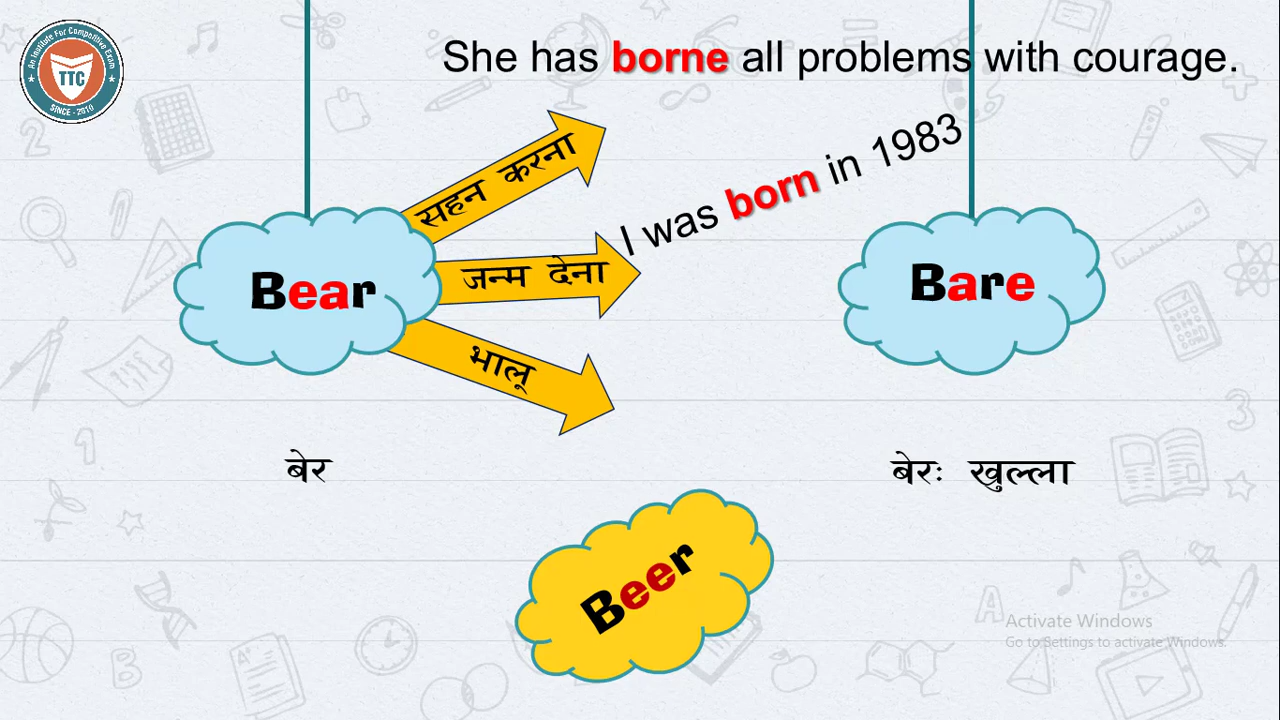 An Institute For Competitive Exam
TTC
SINCE - 2010
She has borne all problems with courage.
सहन करना
I was born in 1983
जन्म देना
भालू
Bear
Bare
बेर
बेरः खुल्ला
Beer
Activate Windows
Go to Settings to activate Windows.